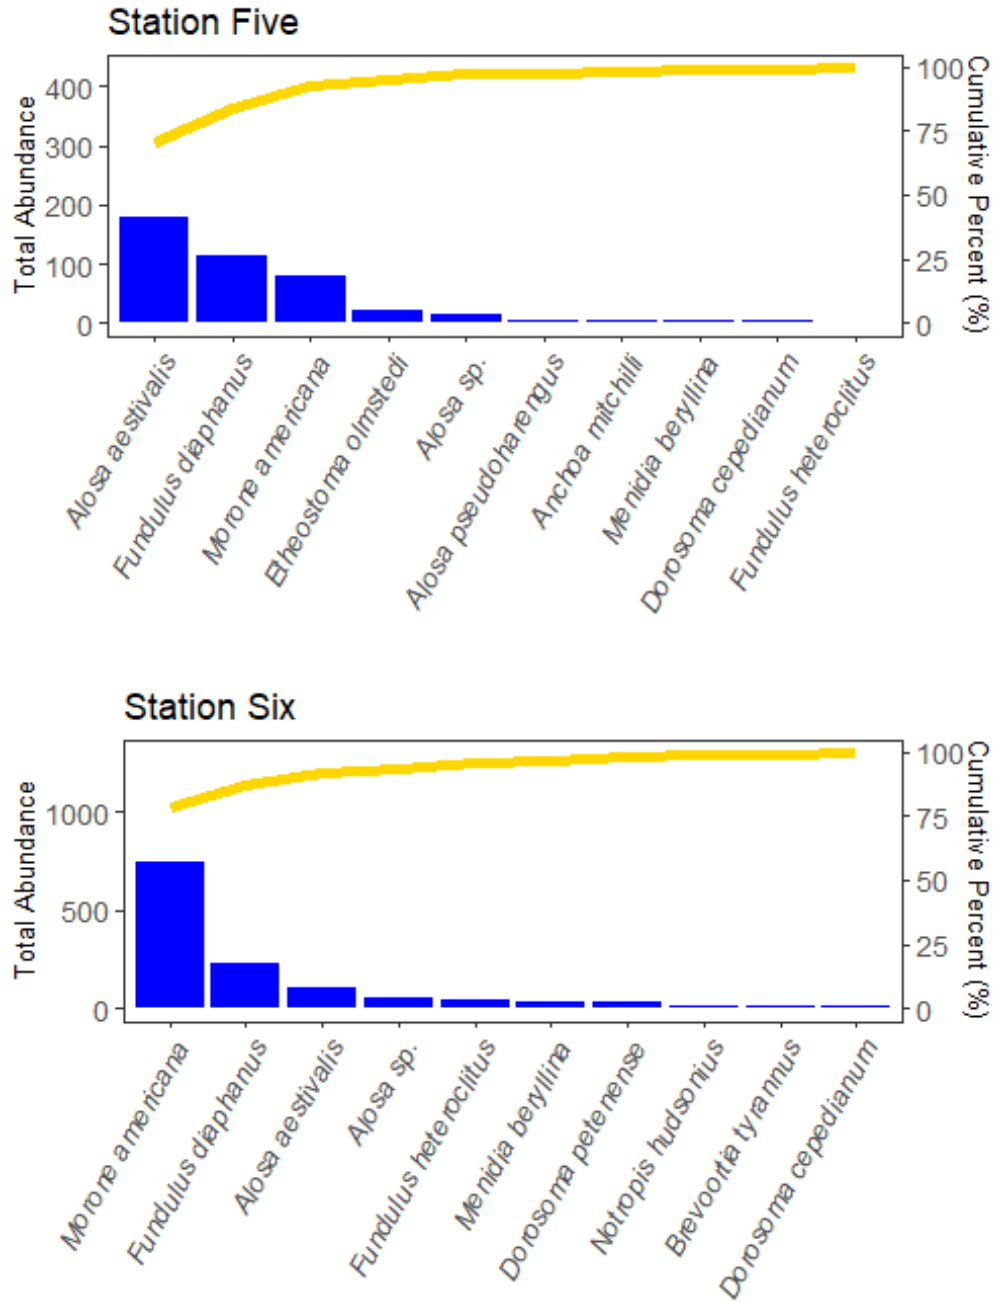 Station Five
Total Abundance
400
300
200
100
0
100
75
50
25
0
Cumulative Percent (%)
Alosa aestivalis
Fundulus diaphanus
Morone americana
Etheostoma olmstedi
Alosa sp.
Alosa pseudoharengus
Anchoa mitchilli
Menidia beryllina
Dorosoma cepedianum
Fundulus heteroclitus
Station Six
Total Abundance
1000
500
0
100
75
50
25
0
Cumulative Percent (%)
Morone americana
Fundulus diaphanus
Alosa aestivalis
Alosa sp.
Fundulus heteroclitus
Menidia beryllina
Dorosoma petenense
Notropis hudsonius
Brevoortia tyrannus
Dorosoma cepedianum